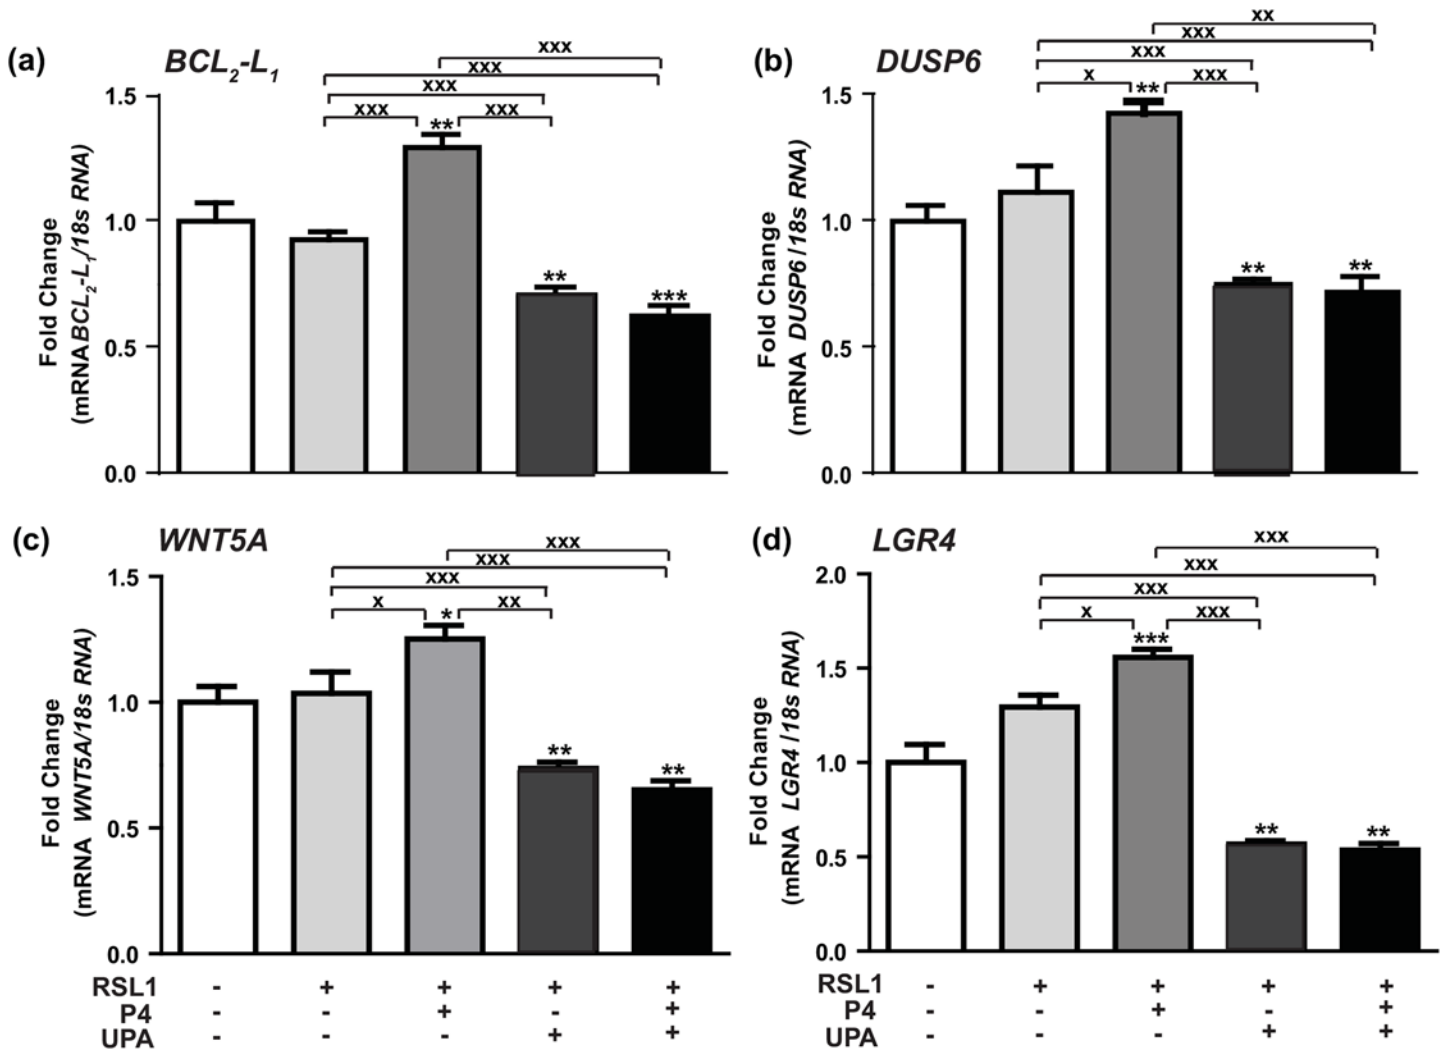 (a) BCL2-L1
xxx
xxx
xxx
xxx xxx
**
**
***
1.5
1.0
0.5
0.0
Fold Change
(mRNA BCL2-L1/18s RNA)
(b) DUSP6
xx
xxx
xxx
x xxx
**
**
**
1.5
1.0
0.5
0.0
Fold Change
(mRNA DUSP6/18s RNA)
(c) WNT5A
xxx
xxx
xxx
x xx
*
**
**
1.5
1.0
0.5
0.0
Fold Change
(mRNA WNT5A/18s RNA)
RSL1 - + + + +
P4 - - + - +
UPA - - - + +
(d) LGR4
xxx
xxx
xxx
x xxx
***
**
**
2.0
1.5
1.0
0.5
0.0
Fold Change
(mRNA LGR4/18s RNA)
RSL1 - + + + +
P4 - - + - +
UPA - - - + +